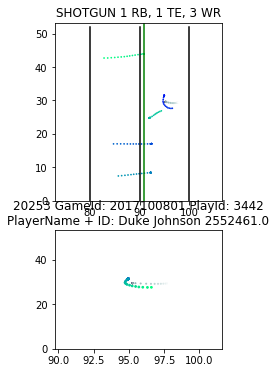 SHOTGUN 1 RB, 1 TE, 3 WR
50
40
30
20
10
0
80 90 100
20253 GameId: 2017100801 PlayId: 3442
PlayerName + ID: Duke Johnson 2552461.0
40
20
0
90.0 92.5 95.0 97.5 100.0